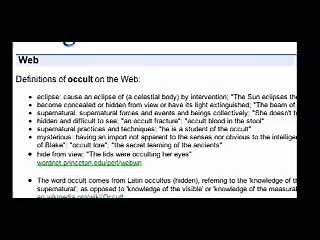 Web
Definitions of occult on the Web:
eclipse: cause an eclipse of (a celestial body) by intervention; "The Sun eclipses the
become concealed or hidden from view or have its light extinguished; "The beam of
supernatural: supernatural forces and events and beings collectively; "She doesn't b
hidden and difficult to see; "an occult fracture"; "occult blood in the stool"
supernatural practices and techniques; "he is a student of the occult"
mysterious: having an import not apparent to the senses nor obvious to the intellige
of Blake"; "occult lore"; "the secret learning of the ancients"
hide from view; "The lids were occulting her eyes"
wordnet.princeton.edu/perl/webwn
The word occult comes from Latin occultus (hidden), referring to the 'knowledge of th
supernatural', as opposed to 'knowledge of the visible' or 'knowledge of the measurab
en.wikipedia.org/wiki/Occult